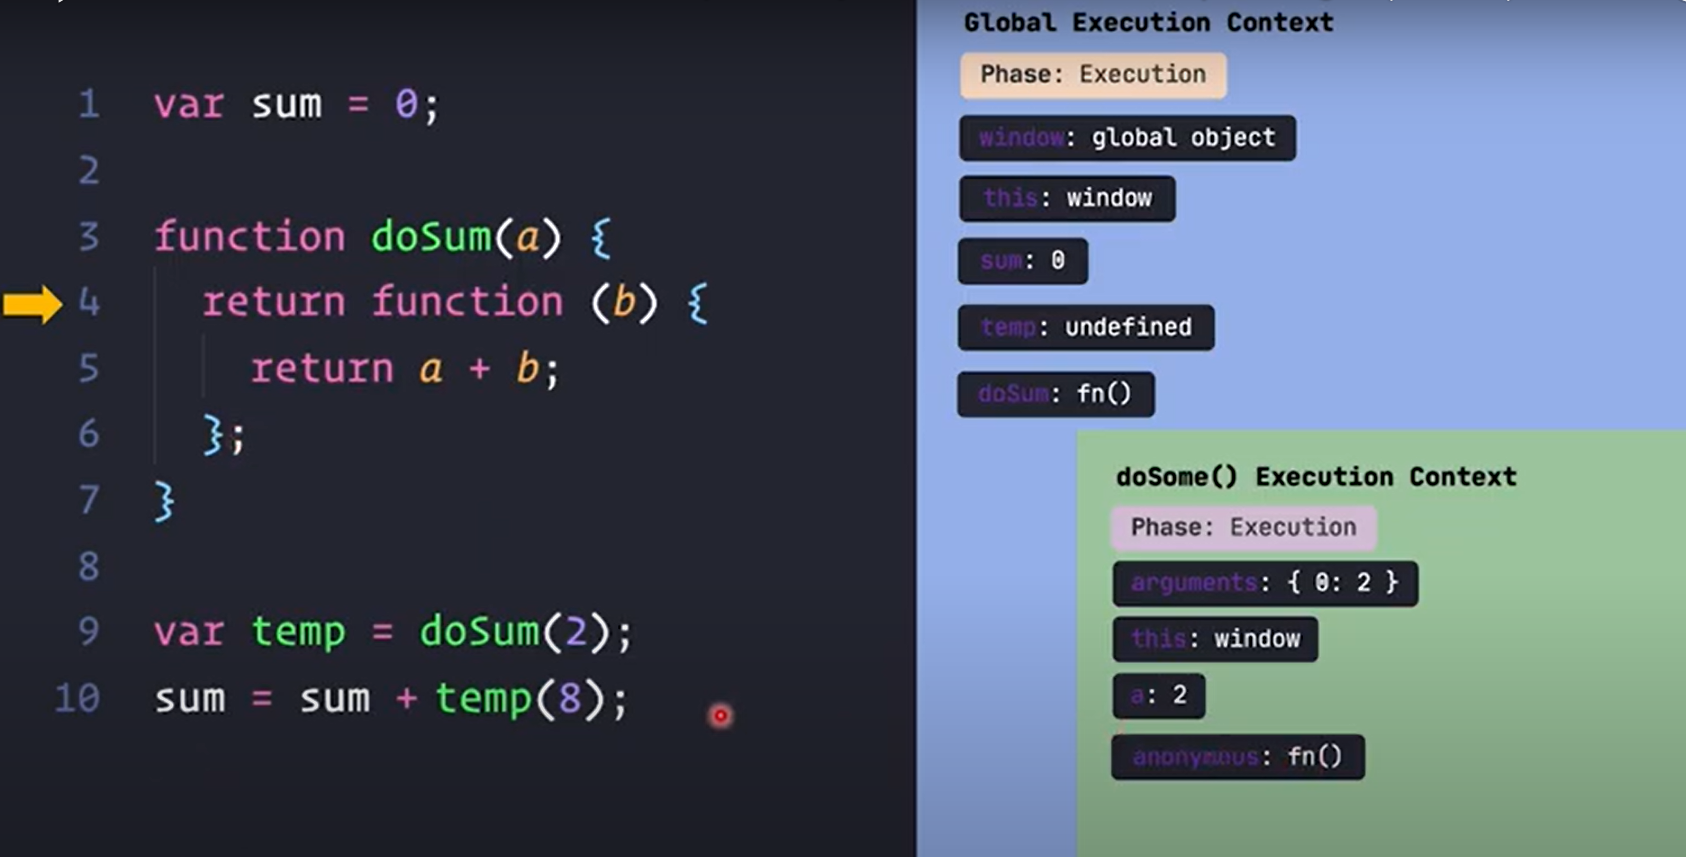 1 var sum = 0;
2
3 function doSum(a) {
4 return function (b) {
5 return a + b;
6 };
7 }
8
9 var temp = doSum(2);
10 sum = sum + temp(8);
Global Execution Context
Phase: Execution
window: global object
this: window
sum: 0
temp: undefined
doSum: fn()
doSome() Execution Context
Phase: Execution
arguments: { 0: 2 }
this: window
a: 2
anonymous: fn()